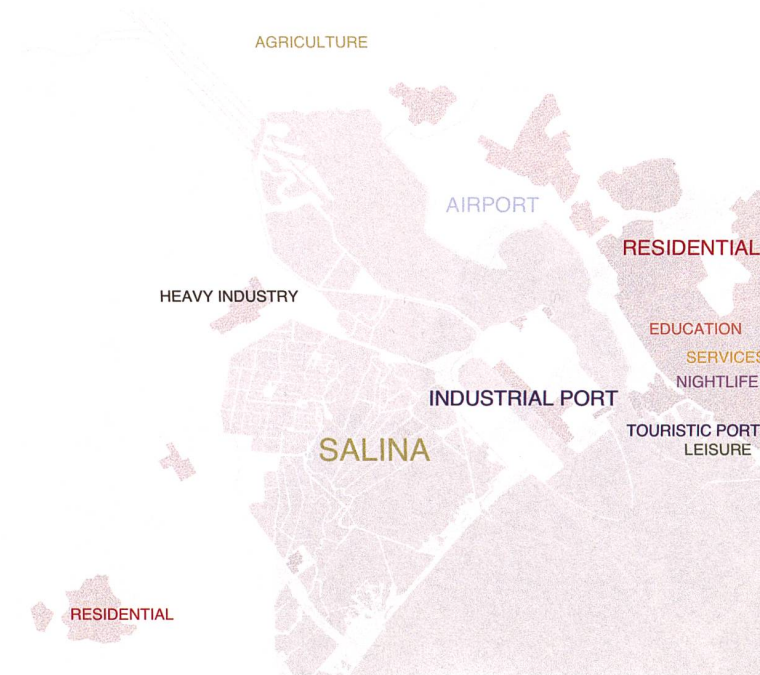 AGRICULTURE
AIRPORT
RESIDENTIAL
HEAVY INDUSTRY
EDUCATION
SERVICES
NIGHTLIFE
INDUSTRIAL PORT
TOURISTIC PORT
LEISURE
SALINA
RESIDENTIAL